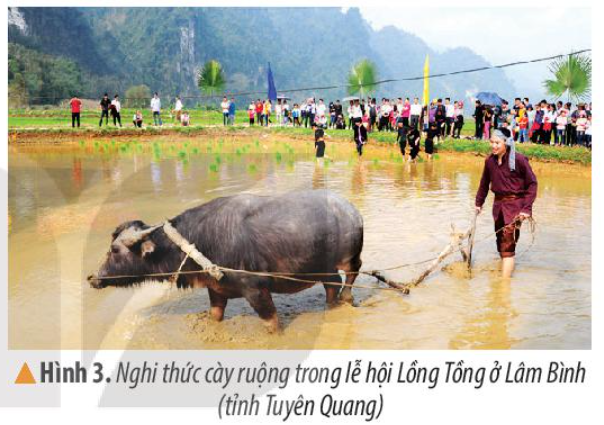 ▲ Hình 3. Nghi thức cày ruộng trong lễ hội Lồng Tồng ở Lâm Bình
(tỉnh Tuyên Quang)